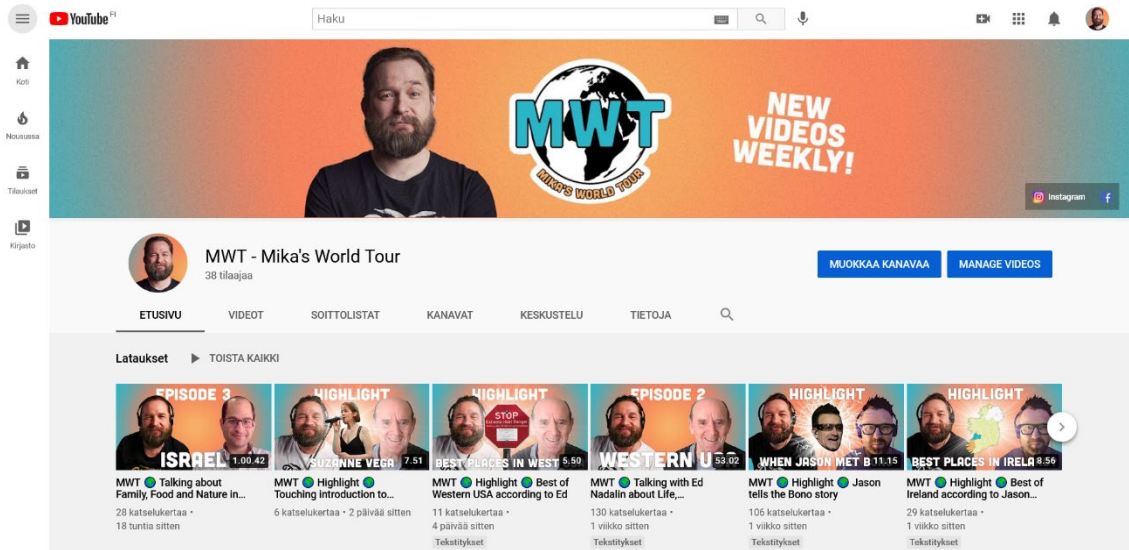 YouTube FI
Haku
Koti
Nousussa
Tilaukset
Kirjasto
MWT
MIKA'S WORLD TOUR
NEW
VIDEOS
WEEKLY!
Instagram
MWT - Mika's World Tour
38 tilaajaa
MUOKKAA KANAVAA
MANAGE VIDEOS
ETUSIVU VIDEOT SOITTOLISTAT KANAVAT KESKUSTELU TIETOJA
Lataukset TOISTA KAIKKI
EPISODE 3
ISRAEL
1.00.42
MWT Talking about
Family, Food and Nature in...
28 katselukertaa •
18 tuntia sitten
HIGHLIGHT
SUZANNE VEGA
7.51
MWT Highlight
Touching introduction to...
6 katselukertaa • 2 päivää sitten
HIGHLIGHT
STOP
BEST PLACES IN WEST
5.50
MWT Highlight Best of
Western USA according to Ed
11 katselukertaa •
4 päivää sitten
Tekstitykset
EPISODE 2
WESTERN U
53.02
MWT Talking with Ed
Nadalin about Life,...
130 katselukertaa •
1 viikko sitten
Tekstitykset
HIGHLIGHT
WHEN JASON MET B
11.15
MWT Highlight Jason
tells the Bono story
106 katselukertaa •
1 viikko sitten
Tekstitykset
HIGHLIGHT
BEST PLACES IN IRELA
8.56
MWT Highlight Best of
Ireland according to Jason...
29 katselukertaa •
1 viikko sitten
Tekstitykset